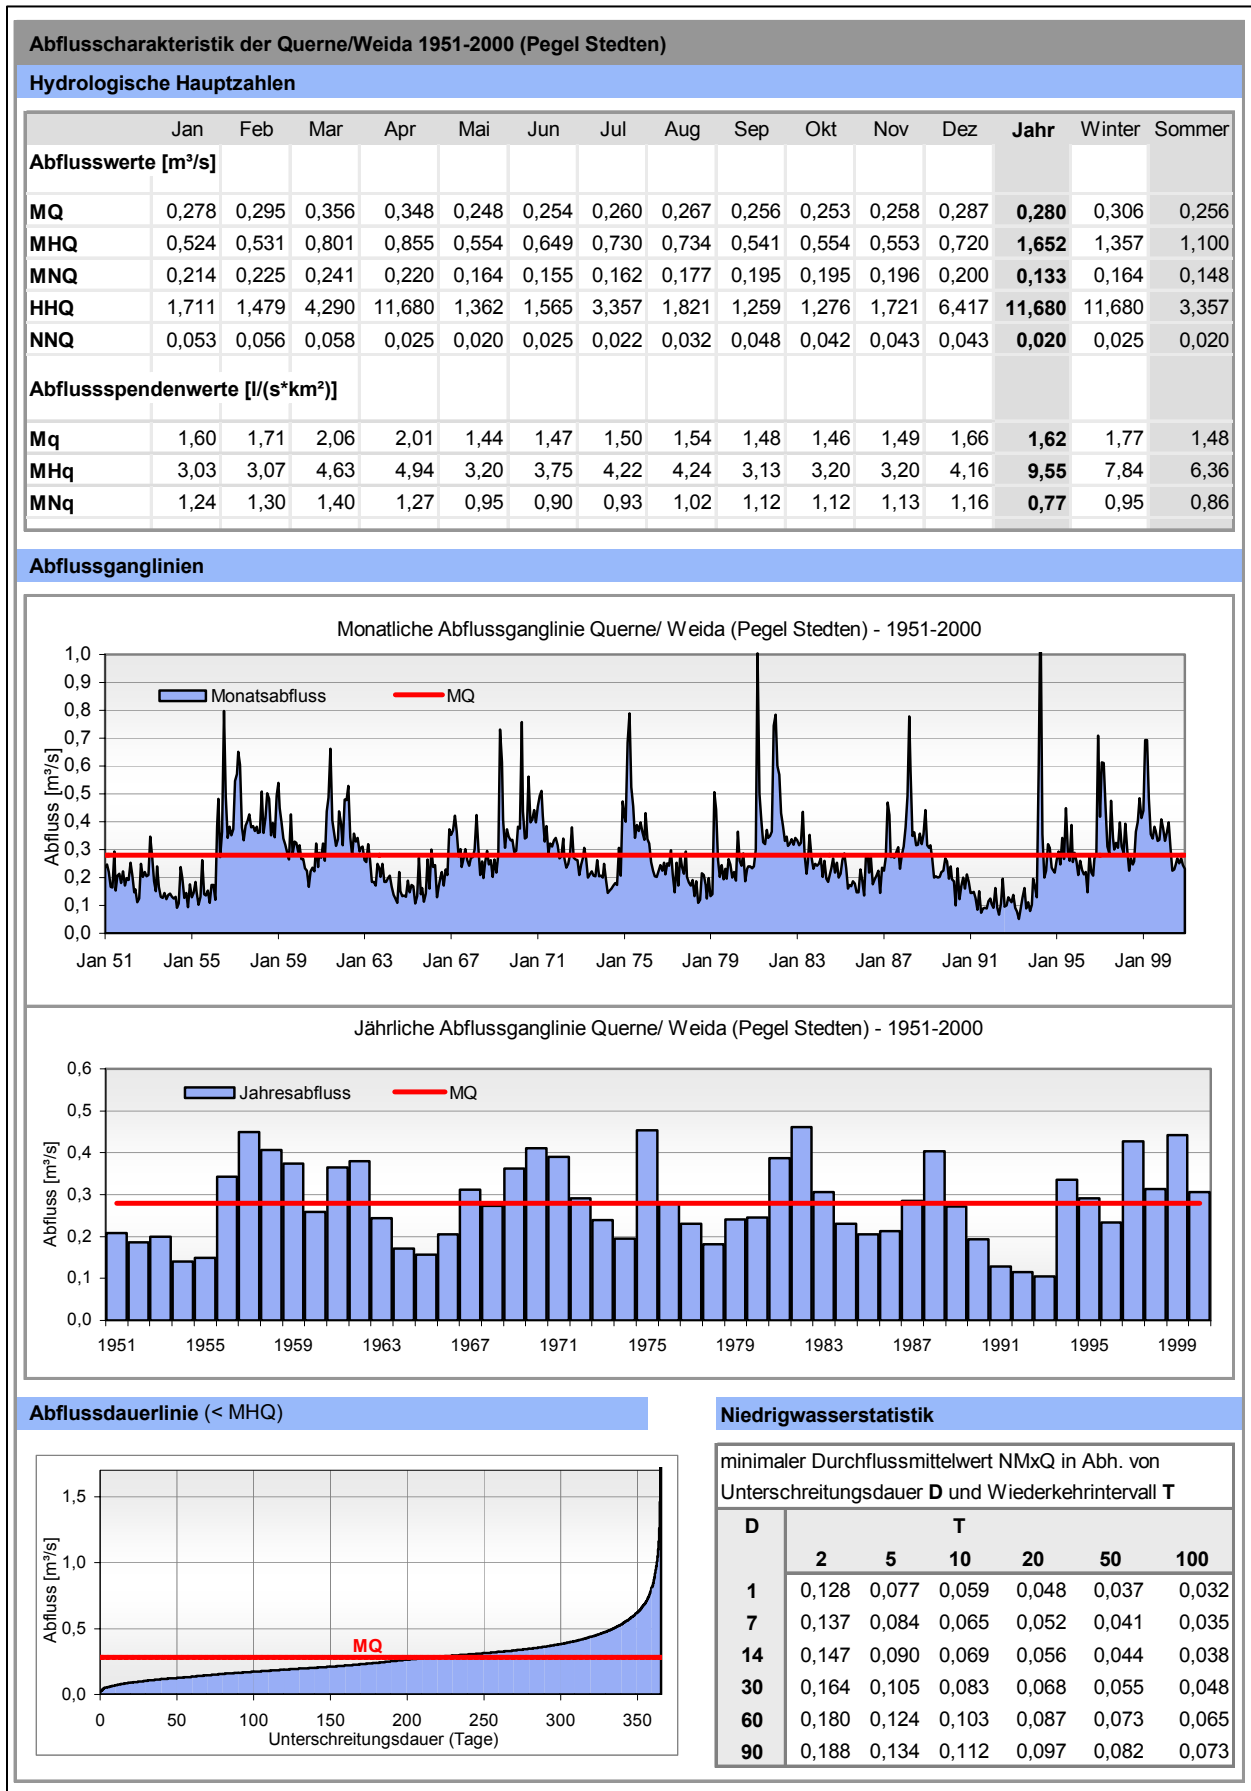 Abflusscharakteristik der Querne/Weida 1951-2000 (Pegel Stedten)
Hydrologische Hauptzahlen
Jan Feb Mar Apr Mai Jun Jul Aug Sep Okt Nov Dez Jahr Winter Sommer
Abflusswerte [m³/s]
MQ 0,278 0,295 0,356 0,348 0,248 0,254 0,260 0,267 0,256 0,253 0,258 0,287 0,280 0,306 0,256
MHQ 0,524 0,531 0,801 0,855 0,554 0,649 0,730 0,734 0,541 0,554 0,553 0,720 1,652 1,357 1,100
MNQ 0,214 0,225 0,241 0,220 0,164 0,155 0,162 0,177 0,195 0,195 0,196 0,200 0,133 0,164 0,148
HHQ 1,711 1,479 4,290 11,680 1,362 1,565 3,357 1,821 1,259 1,276 1,721 6,417 11,680 11,680 3,357
NNQ 0,053 0,056 0,058 0,025 0,020 0,025 0,022 0,032 0,048 0,042 0,043 0,043 0,020 0,025 0,020
Abflussspendenwerte [l/(s*km²)]
Mq 1,60 1,71 2,06 2,01 1,44 1,47 1,50 1,54 1,48 1,46 1,49 1,66 1,62 1,77 1,48
MHq 3,03 3,07 4,63 4,94 3,20 3,75 4,22 4,24 3,13 3,20 3,20 4,16 9,55 7,84 6,36
MNq 1,24 1,30 1,40 1,27 0,95 0,90 0,93 1,02 1,12 1,12 1,13 1,16 0,77 0,95 0,86
Abflussganglinien
Monatliche Abflussganglinie Querne/ Weida (Pegel Stedten) - 1951-2000
Abfluss [m³/s]
1,0
0,9
0,8
0,7
0,6
0,5
0,4
0,3
0,2
0,1
0,0
Monatsabfluss MQ
Jan 51 Jan 55 Jan 59 Jan 63 Jan 67 Jan 71 Jan 75 Jan 79 Jan 83 Jan 87 Jan 91 Jan 95 Jan 99
Jährliche Abflussganglinie Querne/ Weida (Pegel Stedten) - 1951-2000
Abfluss [m³/s]
0,6
0,5
0,4
0,3
0,2
0,1
0,0
Jahresabfluss MQ
1951 1955 1959 1963 1967 1971 1975 1979 1983 1987 1991 1995 1999
Abflussdauerlinie (< MHQ)
Abfluss [m³/s]
1,5
1,0
0,5
0,0
MQ
0 50 100 150 200 250 300 350
Unterschreitungsdauer (Tage)
Niedrigwasserstatistik
minimaler Durchflussmittelwert NMxQ in Abh. von
Unterschreitungsdauer D und Wiederkehrintervall T
D T
2 5 10 20 50 100
1 0,128 0,077 0,059 0,048 0,037 0,032
7 0,137 0,084 0,065 0,052 0,041 0,035
14 0,147 0,090 0,069 0,056 0,044 0,038
30 0,164 0,105 0,083 0,068 0,055 0,048
60 0,180 0,124 0,103 0,087 0,073 0,065
90 0,188 0,134 0,112 0,097 0,082 0,073